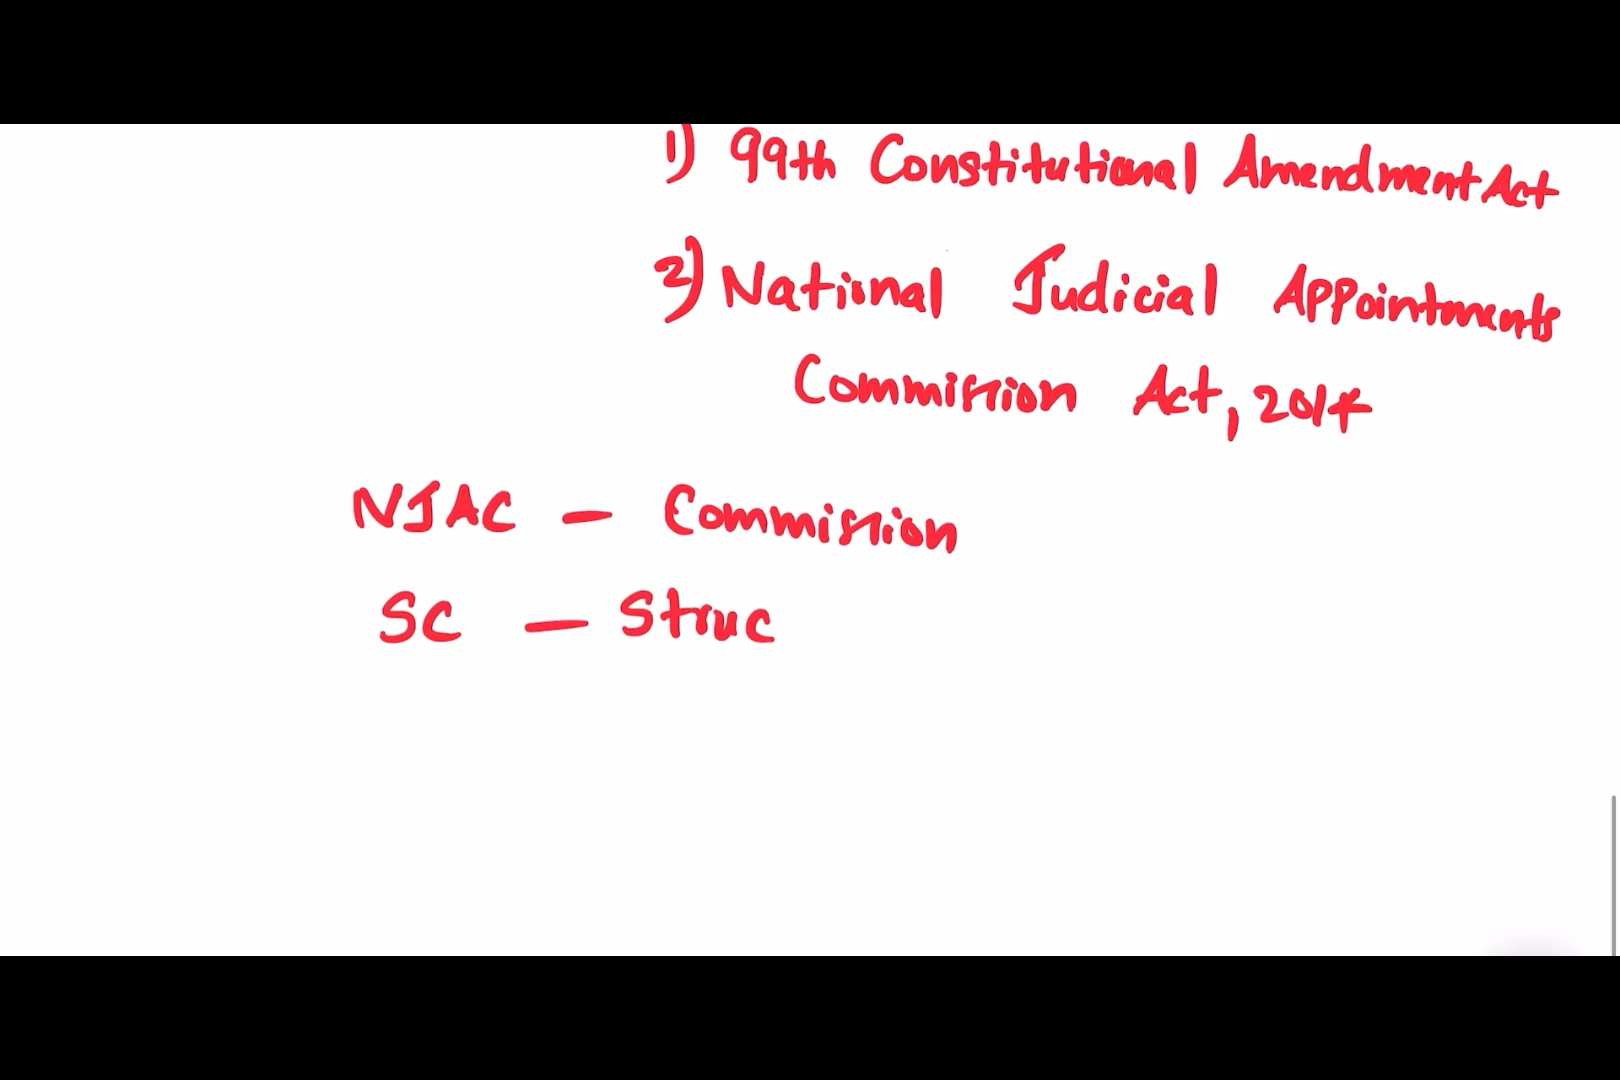 1) 99th Constitutional Amendment Act
2) National Judicial Appointments
Commission Act, 2014
NJAC - Commission
SC - Struc